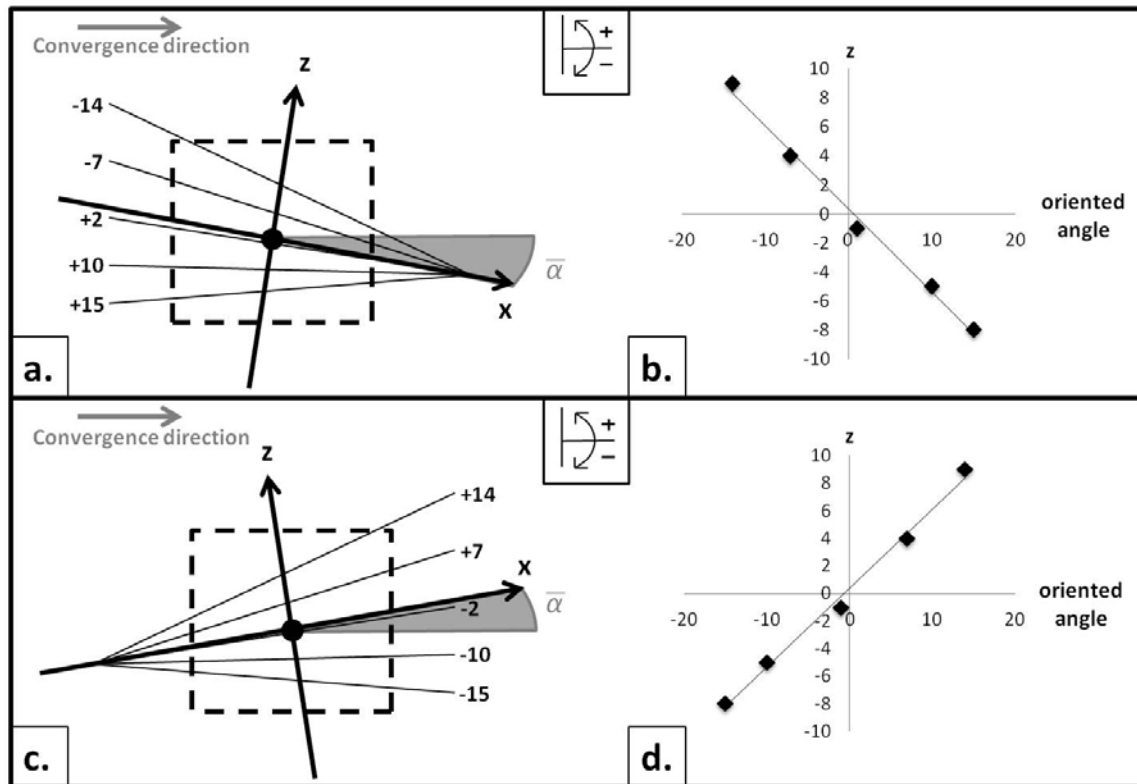 Convergence direction
z
-14
-7
+2
+10
+15
x
α
a.
+
−
z
10
8
6
4
2
0
-2
-4
-6
-8
-10
-20
-10
0
10
20
oriented
angle
b.
Convergence direction
z
+14
+7
x
-2
α
-10
-15
c.
+
−
z
10
8
6
4
2
0
-2
-4
-6
-8
-10
-20
-10
0
10
20
oriented
angle
d.